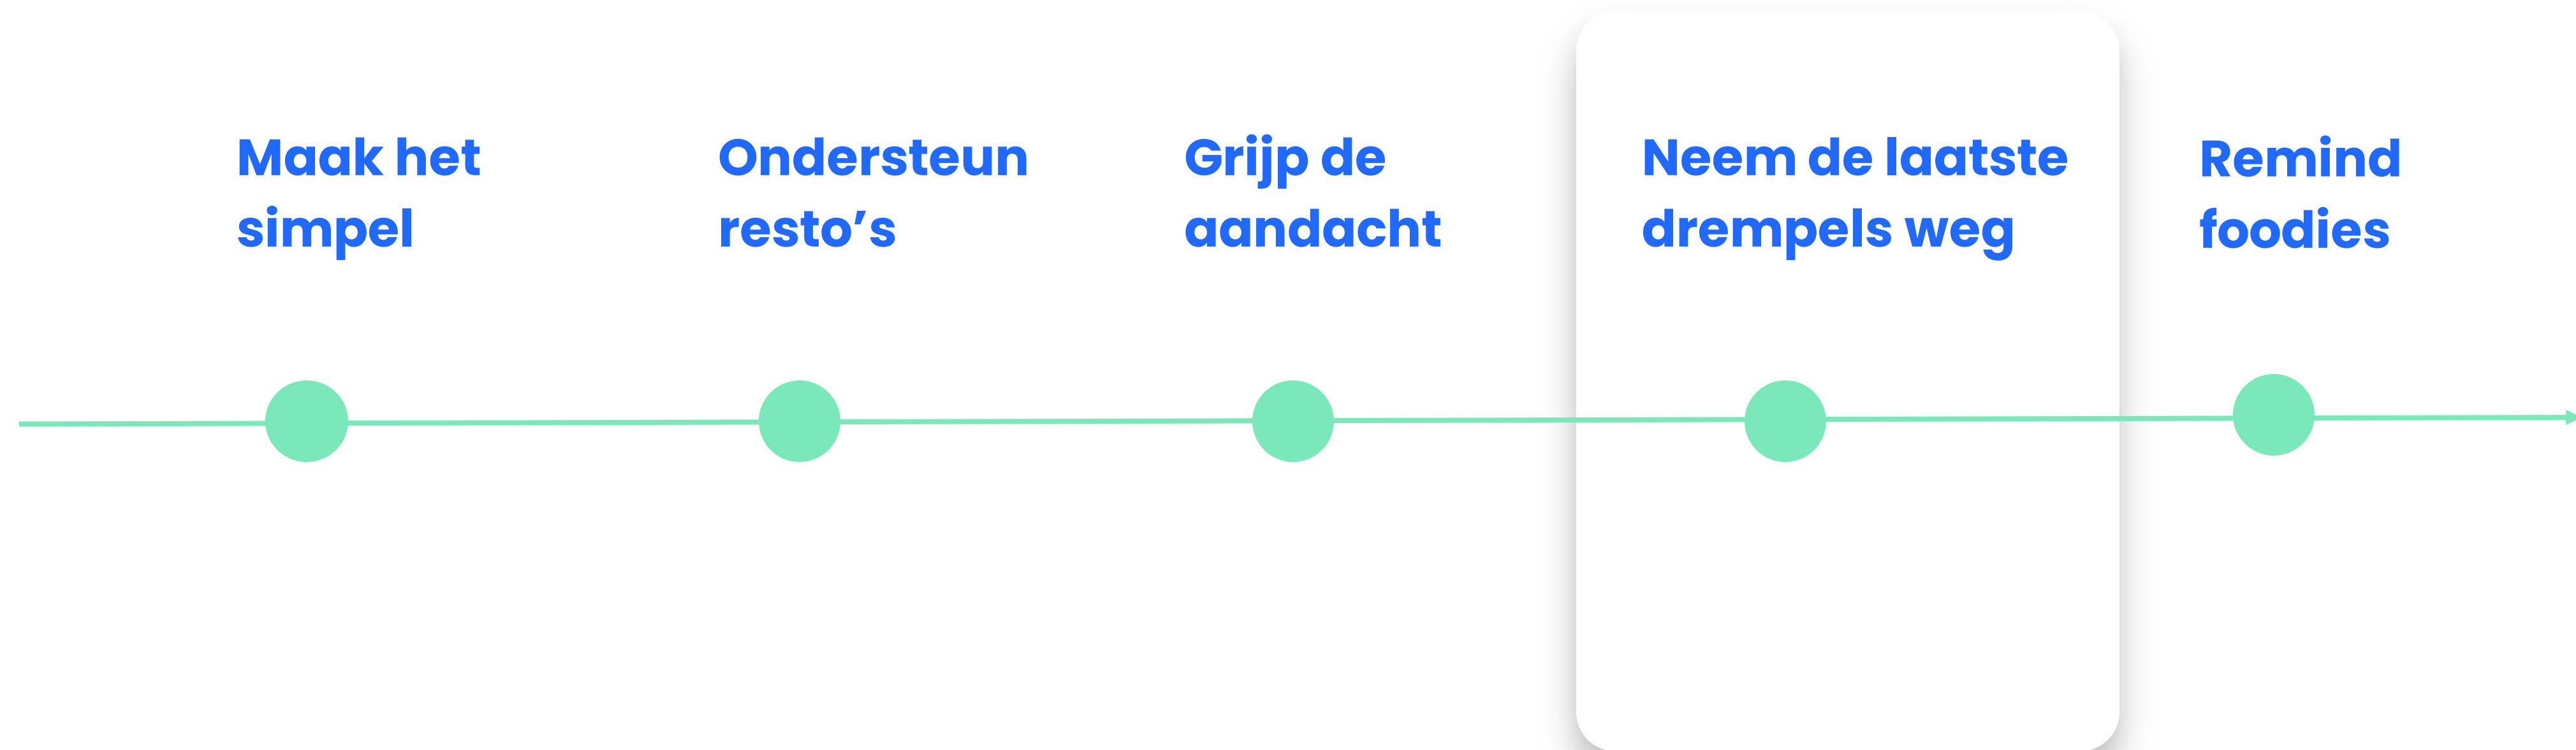 Maak het
simpel
Ondersteun
resto’s
Grijp de
aandacht
Neem de laatste
drempels weg
Remind
foodies